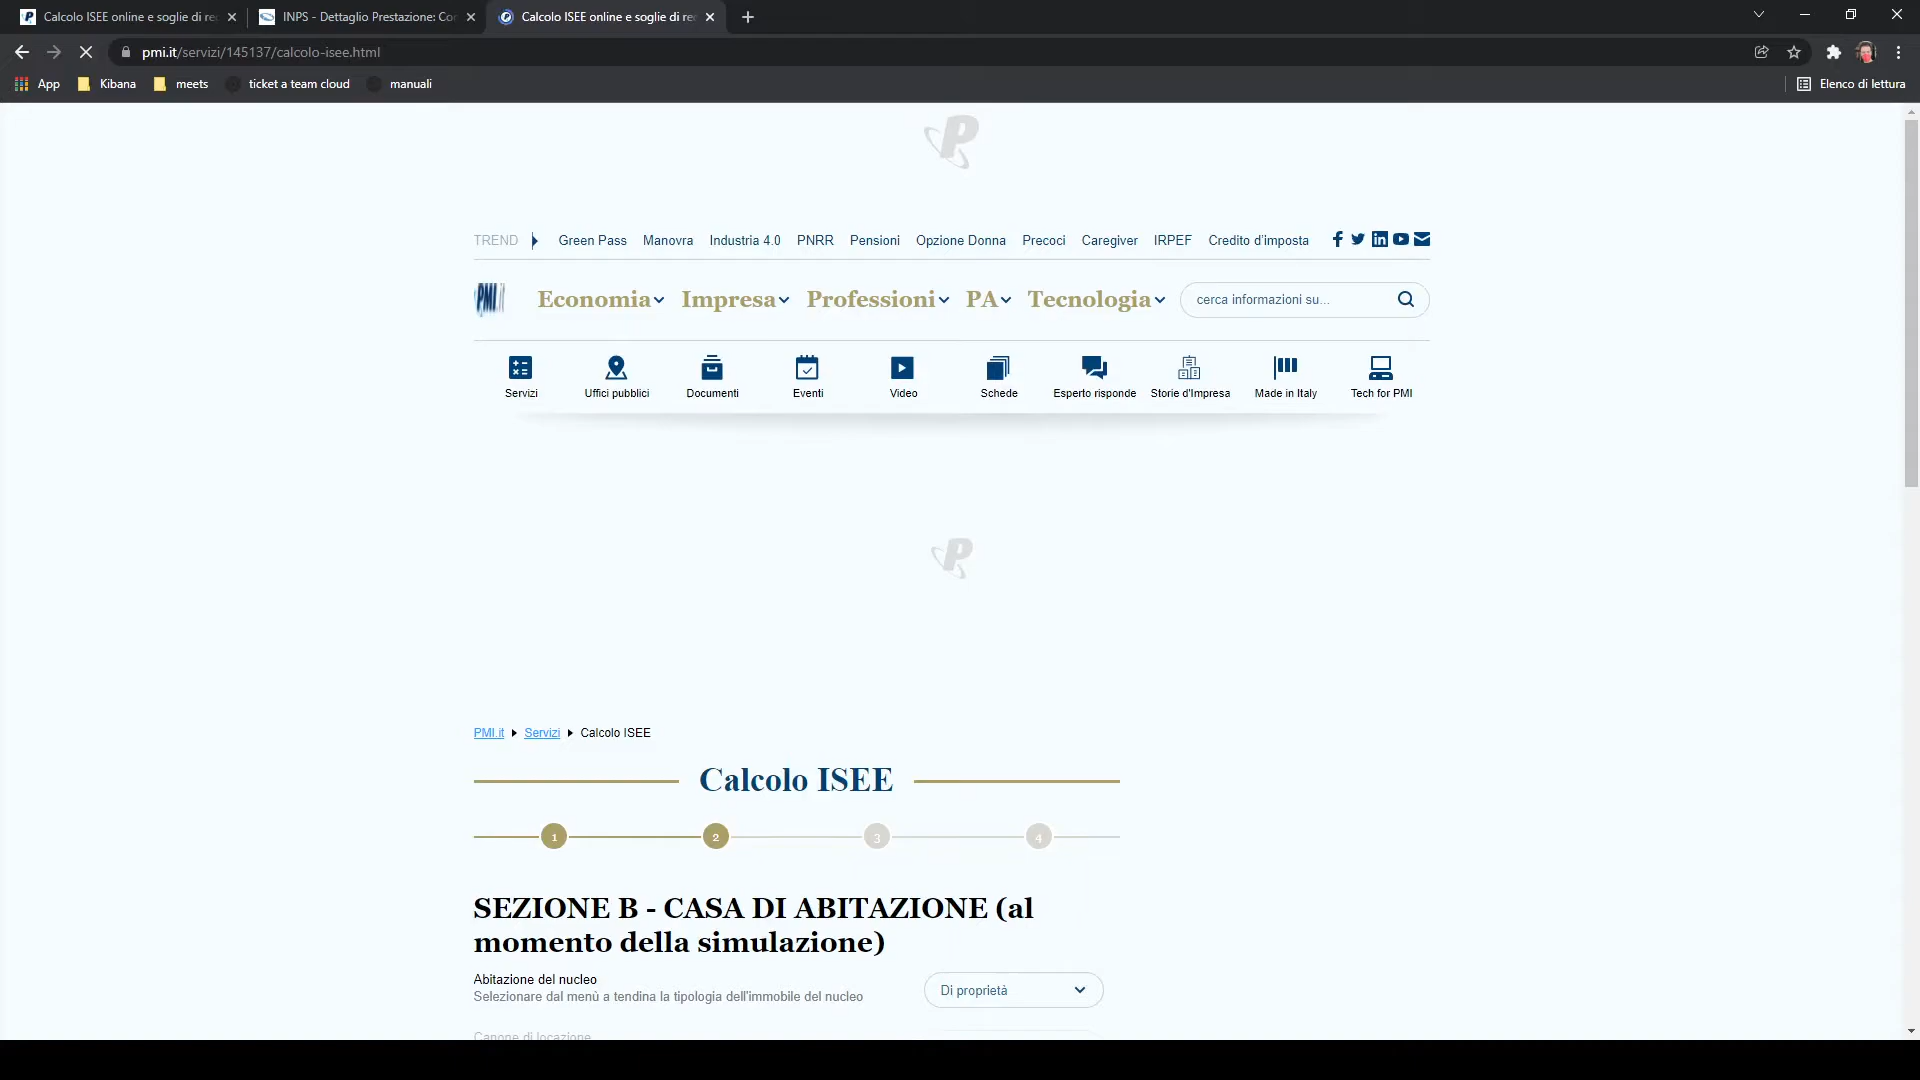 Calcolo ISEE online e soglie di re
INPS - Dettaglio Prestazione: Co
Calcolo ISEE online e soglie di re
pmi.it/servizi/145137/calcolo-isee.html
App
Kibana
meets
ticket a team cloud
manuali
Elenco di lettura
TREND
Green Pass
Manovra
Industria 4.0
PNRR
Pensioni
Opzione Donna
Precoci
Caregiver
IRPEF
Credito d'imposta
PMI.it
Economia
Impresa
Professioni
PA
Tecnologia
cerca informazioni su...
Servizi
Uffici pubblici
Documenti
Eventi
Video
Schede
Esperto risponde
Storie d'Impresa
Made in Italy
Tech for PMI
PMI.it
Servizi
Calcolo ISEE
Calcolo ISEE
1
2
3
4
SEZIONE B - CASA DI ABITAZIONE (al
momento della simulazione)
Abitazione del nucleo
Selezionare dal menù a tendina la tipologia dell'immobile del nucleo
Di proprietà
Canone di locazione